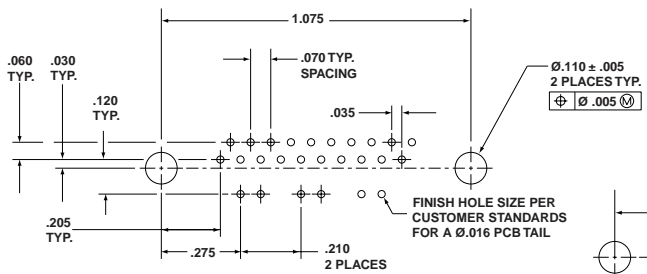 1.075
.060
TYP.
.030
TYP.
.070 TYP.
SPACING
Ø.110 ± .005
2 PLACES TYP.
Ø .005 Ⓜ
.120
TYP.
.035
.205
TYP.
.275
.210
2 PLACES
FINISH HOLE SIZE PER
CUSTOMER STANDARDS
FOR A Ø.016 PCB TAIL